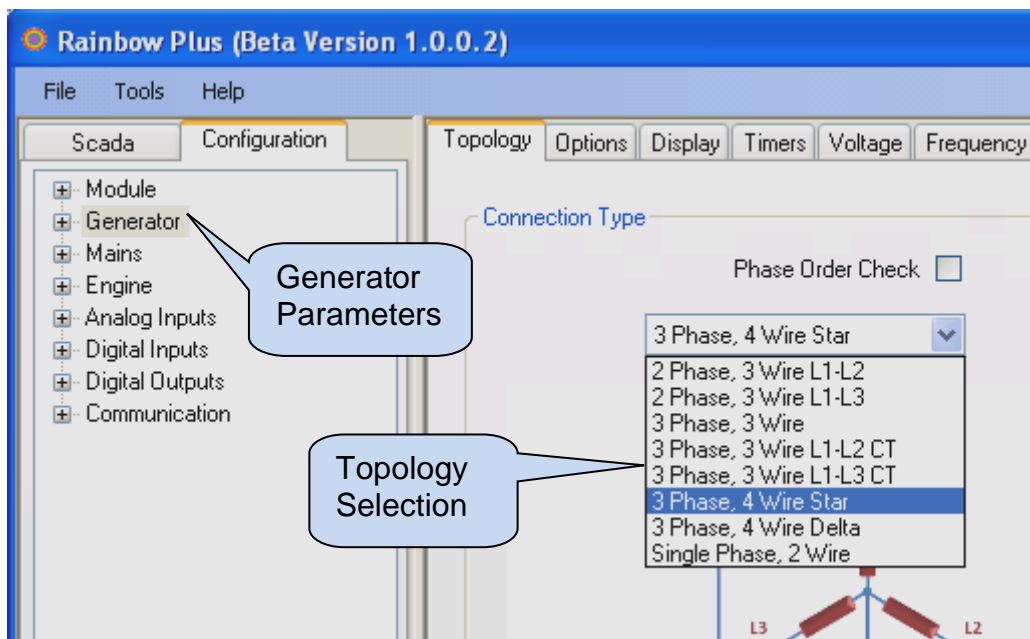 Rainbow Plus (Beta Version 1.0.0.2)
File Tools Help
Scada Configuration
Topology Options Display Timers Voltage Frequency
Module
Generator
Mains
Engine
Analog Inputs
Digital Inputs
Digital Outputs
Communication
Generator
Parameters
Connection Type
Phase Order Check
3 Phase, 4 Wire Star
2 Phase, 3 Wire L1-L2
2 Phase, 3 Wire L1-L3
3 Phase, 3 Wire
3 Phase, 3 Wire L1-L2 CT
3 Phase, 3 Wire L1-L3 CT
3 Phase, 4 Wire Star
3 Phase, 4 Wire Delta
Single Phase, 2 Wire
Topology
Selection
L3 L2